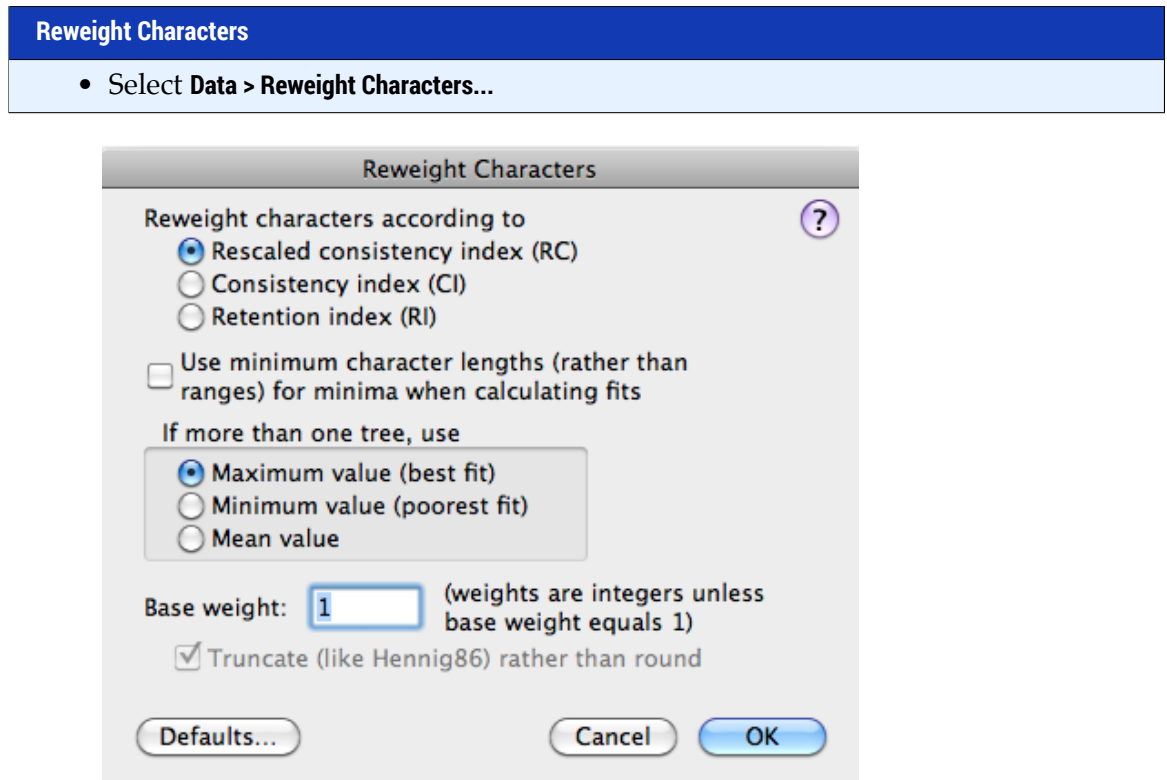 Reweight Characters
• Select Data > Reweight Characters...
Reweight Characters
Reweight characters according to
?
Rescaled consistency index (RC)
Consistency index (CI)
Retention index (RI)
Use minimum character lengths (rather than
ranges) for minima when calculating fits
If more than one tree, use
Maximum value (best fit)
Minimum value (poorest fit)
Mean value
Base weight: 1 (weights are integers unless
base weight equals 1)
Truncate (like Hennig86) rather than round
Defaults... Cancel OK